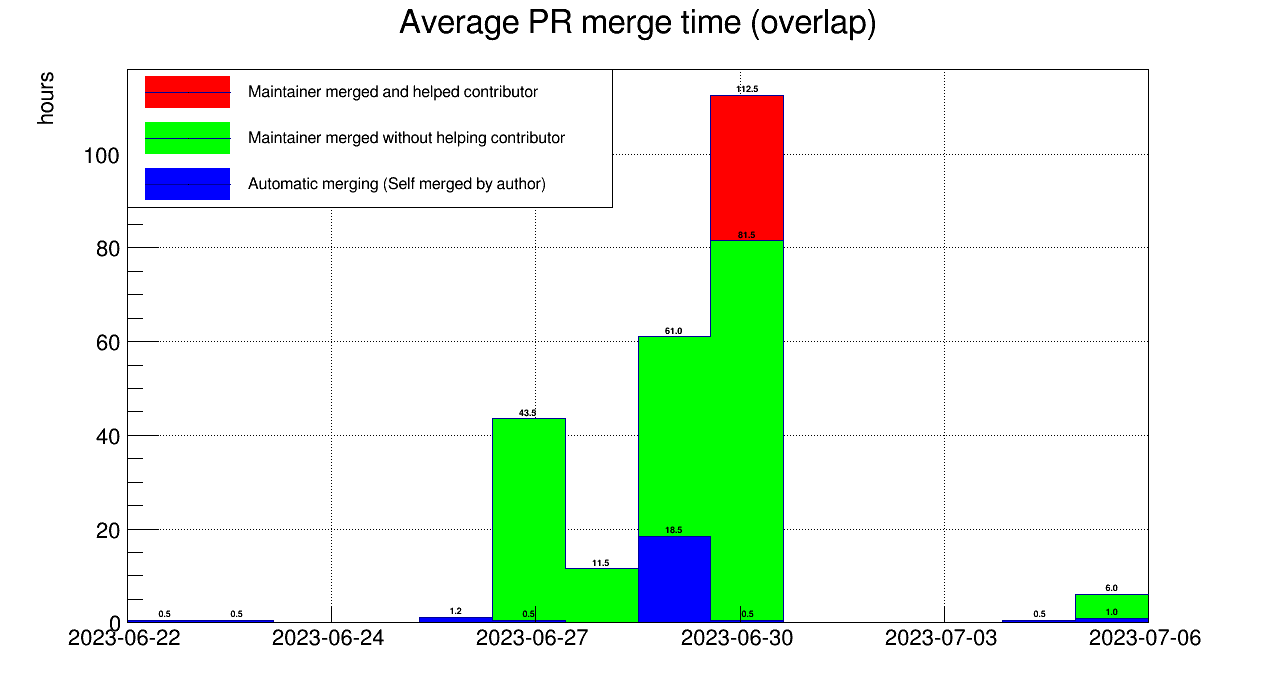 Average PR merge time (overlap)
hours
Maintainer merged and helped contributor
Maintainer merged without helping contributor
Automatic merging (Self merged by author)
112.5
100
81.5
80
61.0
60
43.5
40
18.5
20
11.5
6.0
0.5 0.5 1.2 0.5 0.5 0.5 1.0
0
2023-06-22 2023-06-24 2023-06-27 2023-06-30 2023-07-03 2023-07-06